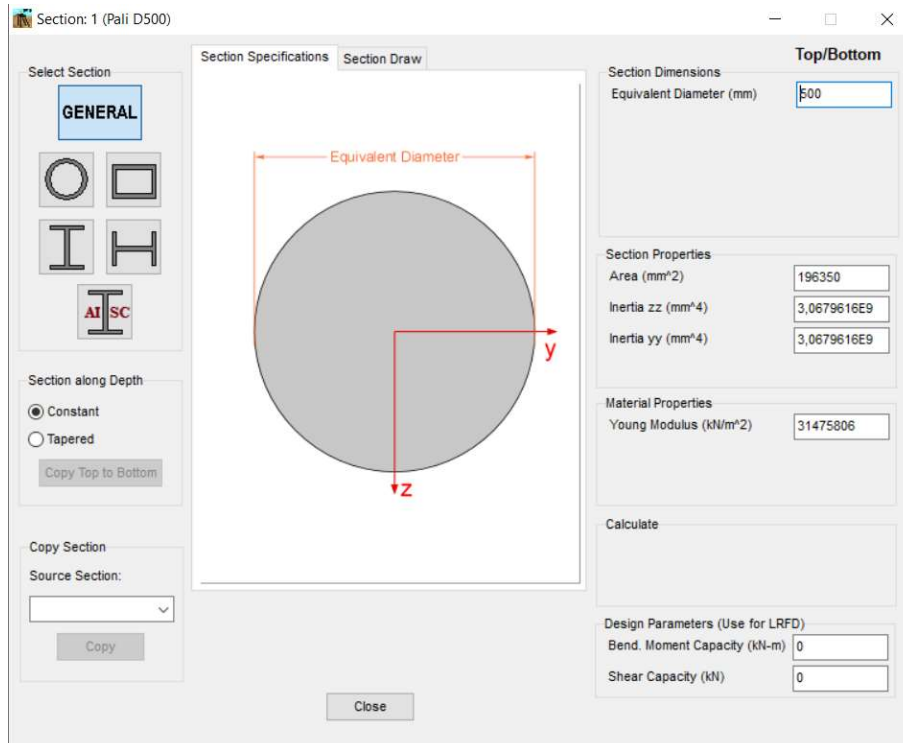 Section: 1 (Pali D500)
Select Section
GENERAL
AI SC
Section along Depth
Constant
Tapered
Copy Top to Bottom
Copy Section
Source Section:
Copy
Section Specifications
Section Draw
Equivalent Diameter
y
z
Close
Top/Bottom
Section Dimensions
Equivalent Diameter (mm) 500
Section Properties
Area (mm^2) 196350
Inertia zz (mm^4) 3,0679616E9
Inertia yy (mm^4) 3,0679616E9
Material Properties
Young Modulus (kN/m^2) 31475806
Calculate
Design Parameters (Use for LRFD)
Bend. Moment Capacity (kN-m) 0
Shear Capacity (kN) 0